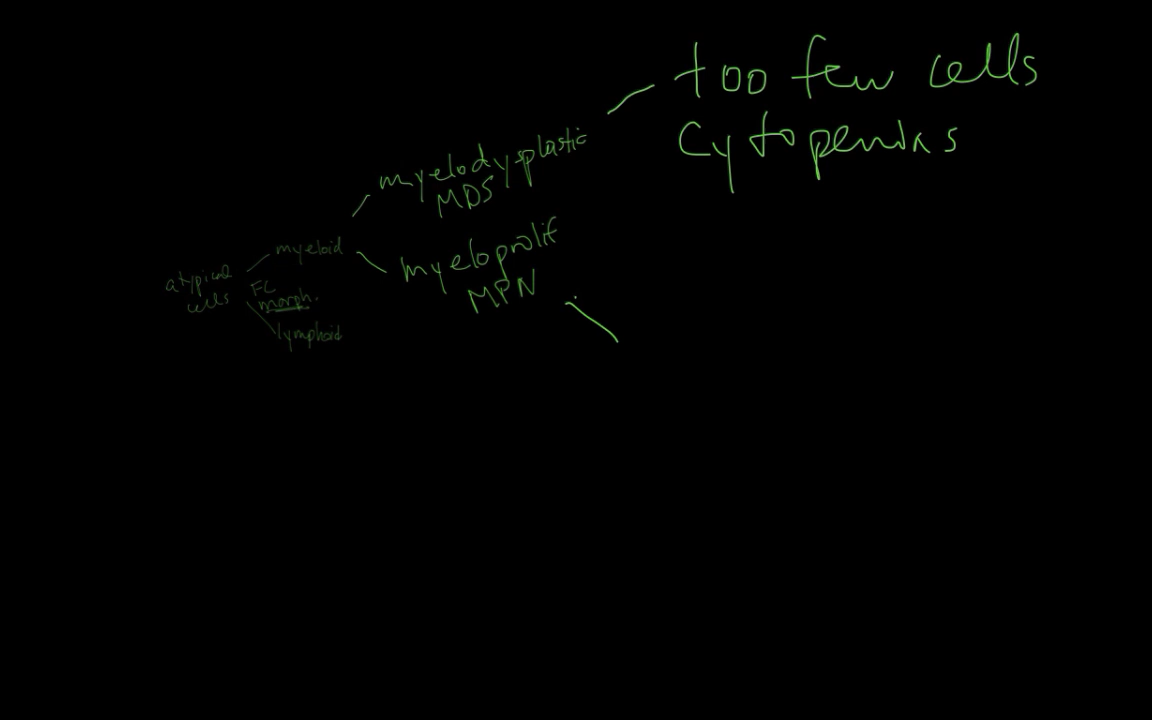 too few cells
Cytopenias
myelodysplastic
MDS
myeloprolif
MPN
myeloid
atypical
cells
FC
morph.
lymphoid